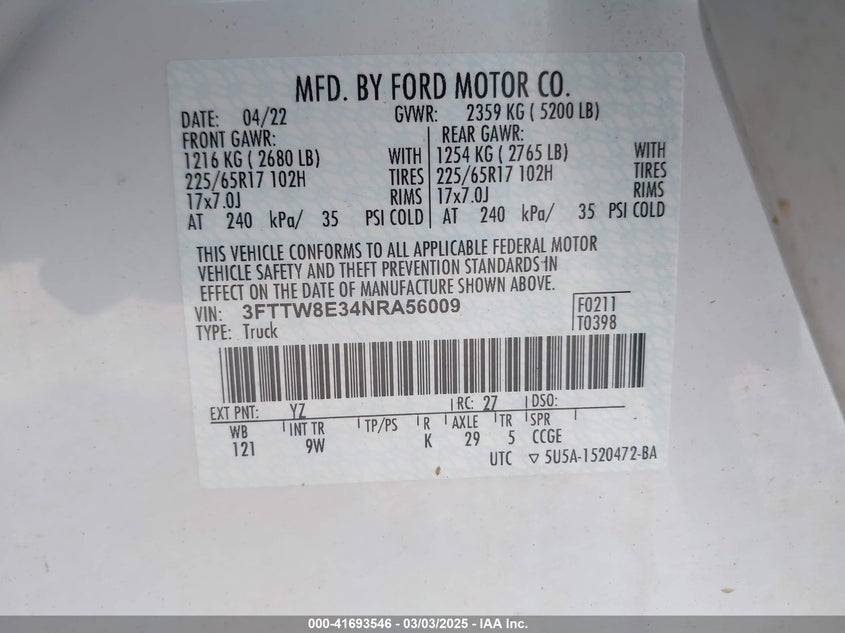 MFD. BY FORD MOTOR CO.
DATE: 04/22 GVWR: 2359 KG ( 5200 LB)
FRONT GAWR: REAR GAWR:
1216 KG ( 2680 LB) WITH 1254 KG ( 2765 LB) WITH
225/65R17 102H TIRES 225/65R17 102H TIRES
17x7.0J RIMS 17x7.0J RIMS
AT 240 kPa/ 35 PSI COLD AT 240 kPa/ 35 PSI COLD
THIS VEHICLE CONFORMS TO ALL APPLICABLE FEDERAL MOTOR
VEHICLE SAFETY AND THEFT PREVENTION STANDARDS IN
EFFECT ON THE DATE OF MANUFACTURE SHOWN ABOVE.
VIN: 3FTTW8E34NRA56009 F0211
TYPE: Truck T0398
EXT PNT: YZ RC: 27 DSO:
WB INT TR TP/PS R AXLE TR SPR
121 9W K 29 5 CCGE
UTC ▽ 5U5A-1520472-BA
000-41693546 - 03/03/2025 - IAA Inc.